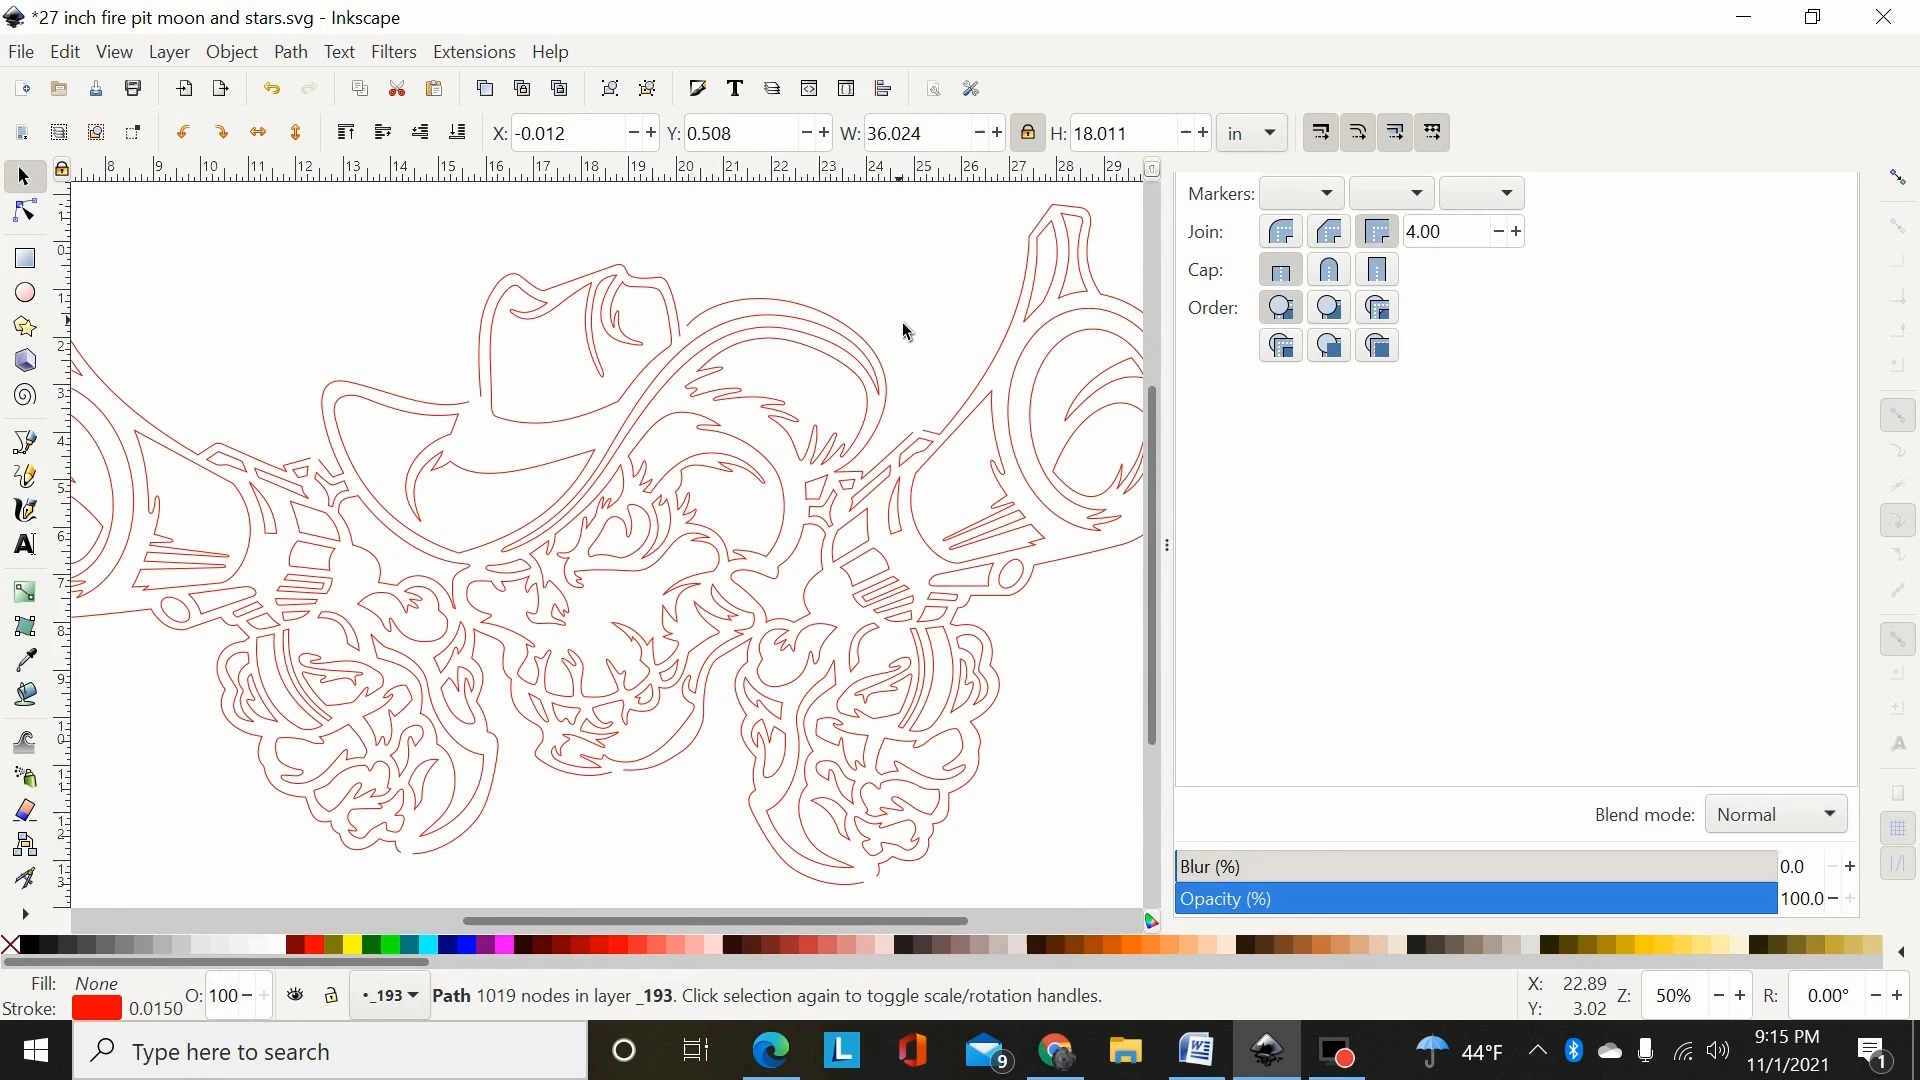 *27 inch fire pit moon and stars.svg - Inkscape
File Edit View Layer Object Path Text Filters Extensions Help
X: -0.012 Y: 0.508 W: 36.024 H: 18.011 in
8 9 10 11 12 13 14 15 16 17 18 19 20 21 22 23 24 25 26 27 28 29
Markers:
Join: 4.00
Cap:
Order:
Blend mode: Normal
Blur (%) 0.0
Opacity (%) 100.0
Fill: None
Stroke: 0.0150
O: 100
•_193
Path 1019 nodes in layer _193. Click selection again to toggle scale/rotation handles.
X: 22.89
Y: 3.02
Z: 50%
R: 0.00°
Type here to search
9
44°F
9:15 PM
11/1/2021
1